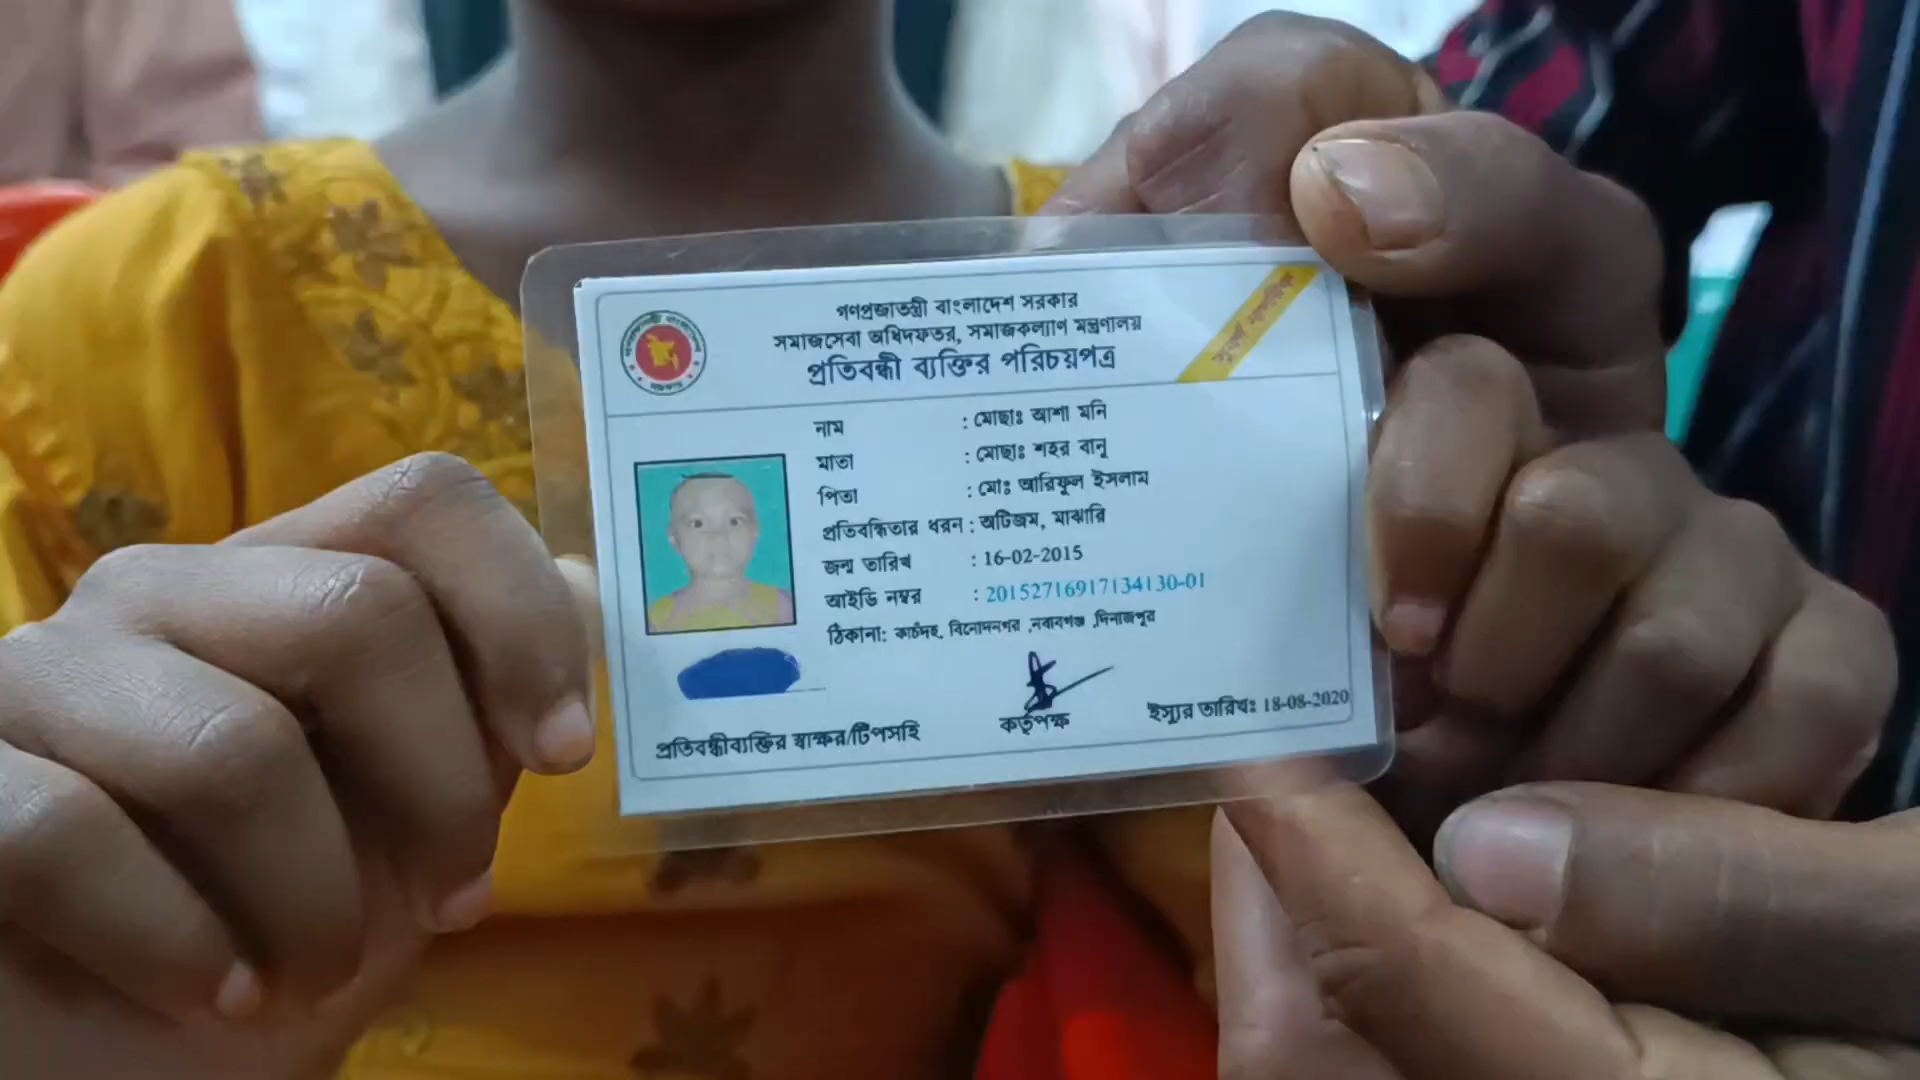 গণপ্রজাতন্ত্রী বাংলাদেশ সরকার
সমাজসেবা অধিদফতর, সমাজকল্যাণ মন্ত্রণালয়
প্রতিবন্ধী ব্যক্তির পরিচয়পত্র
সুবর্ণ নাগরিক
নাম : মোছাঃ আশা মনি
মাতা : মোছাঃ শহর বানু
পিতা : মোঃ আরিফুল ইসলাম
প্রতিবন্ধিতার ধরন : অটিজম, মাঝারি
জন্ম তারিখ : 16-02-2015
আইডি নম্বর : 20152716917134130-01
ঠিকানা: কাচঁদহ, বিনোদনগর ,নবাবগঞ্জ ,দিনাজপুর
প্রতিবন্ধীব্যক্তির স্বাক্ষর/টিপসহি
কর্তৃপক্ষ
ইস্যুর তারিখঃ 18-08-2020